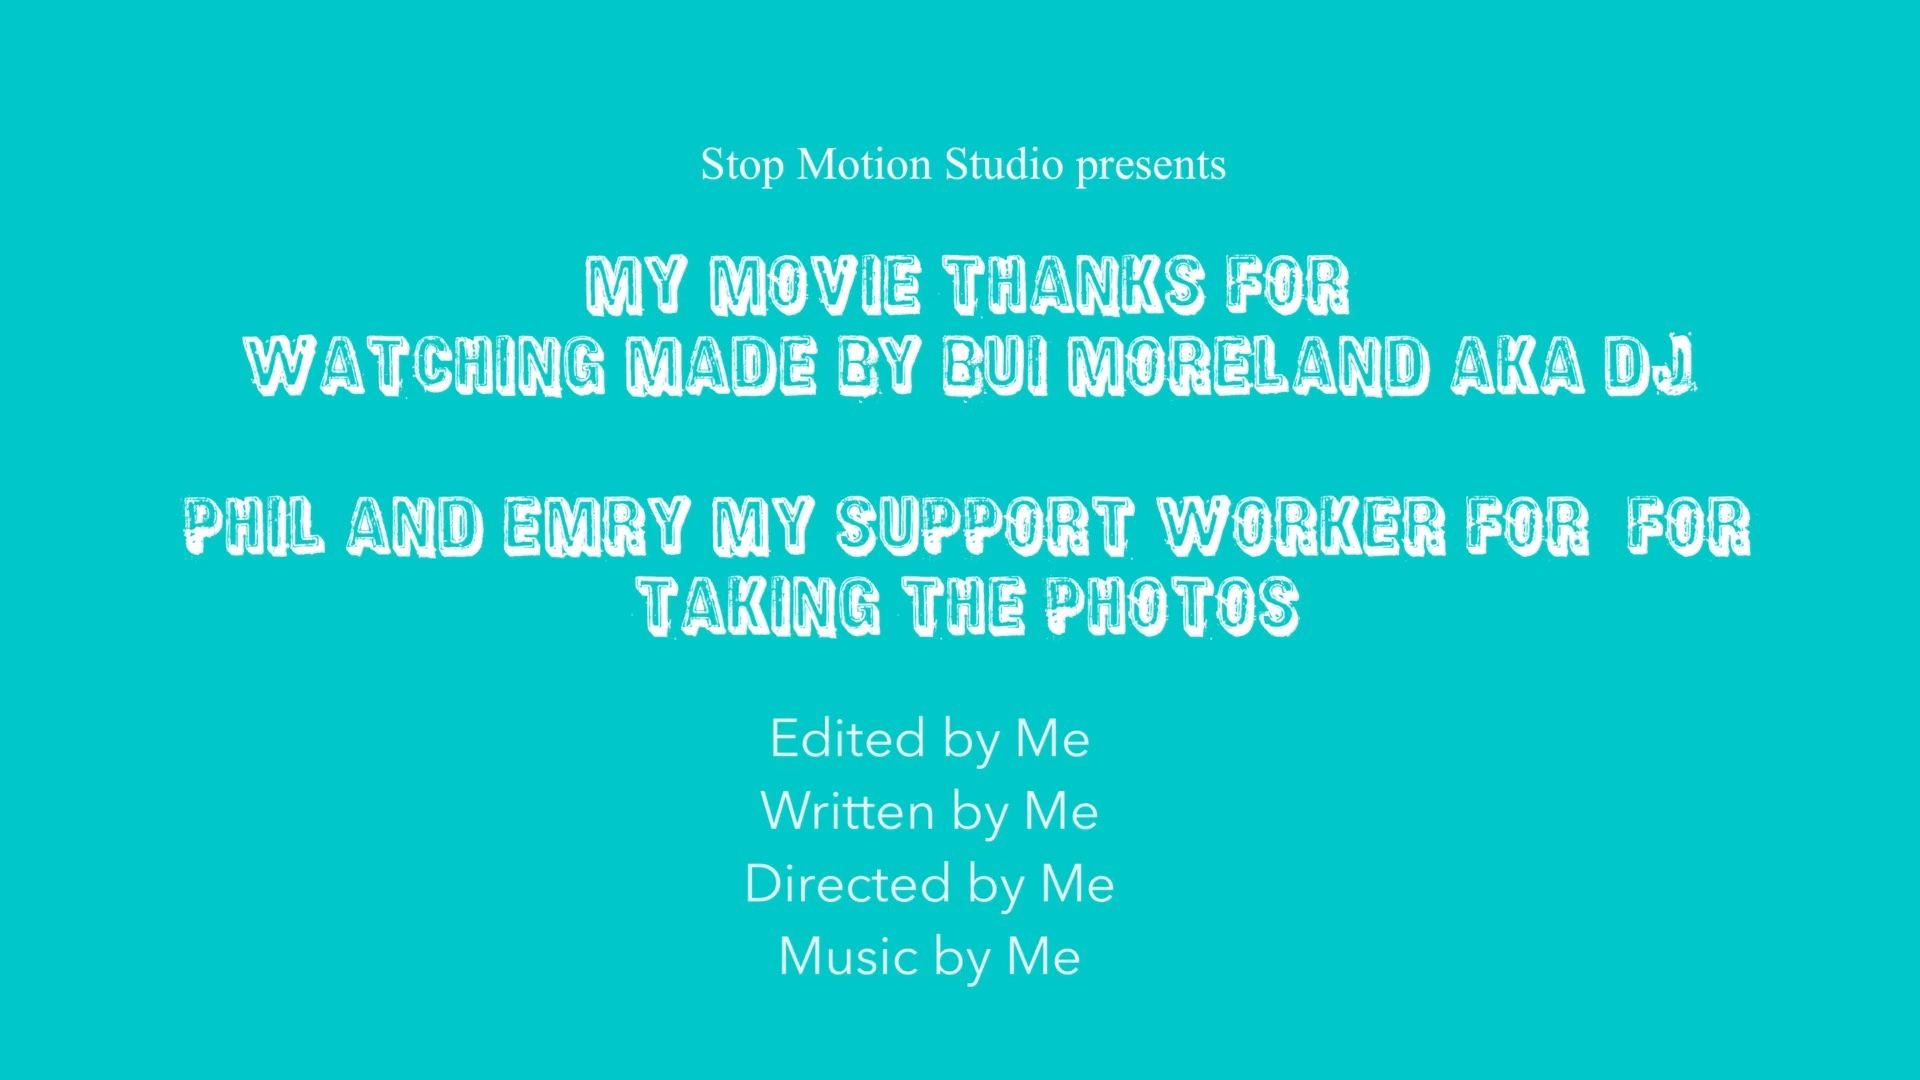 Stop Motion Studio presents
MY MOVIE THANKS FOR
WATCHING MADE BY BUI MORELAND AKA DJ
PHIL AND EMRY MY SUPPORT WORKER FOR  FOR
TAKING THE PHOTOS
Edited by Me
Written by Me
Directed by Me
Music by Me